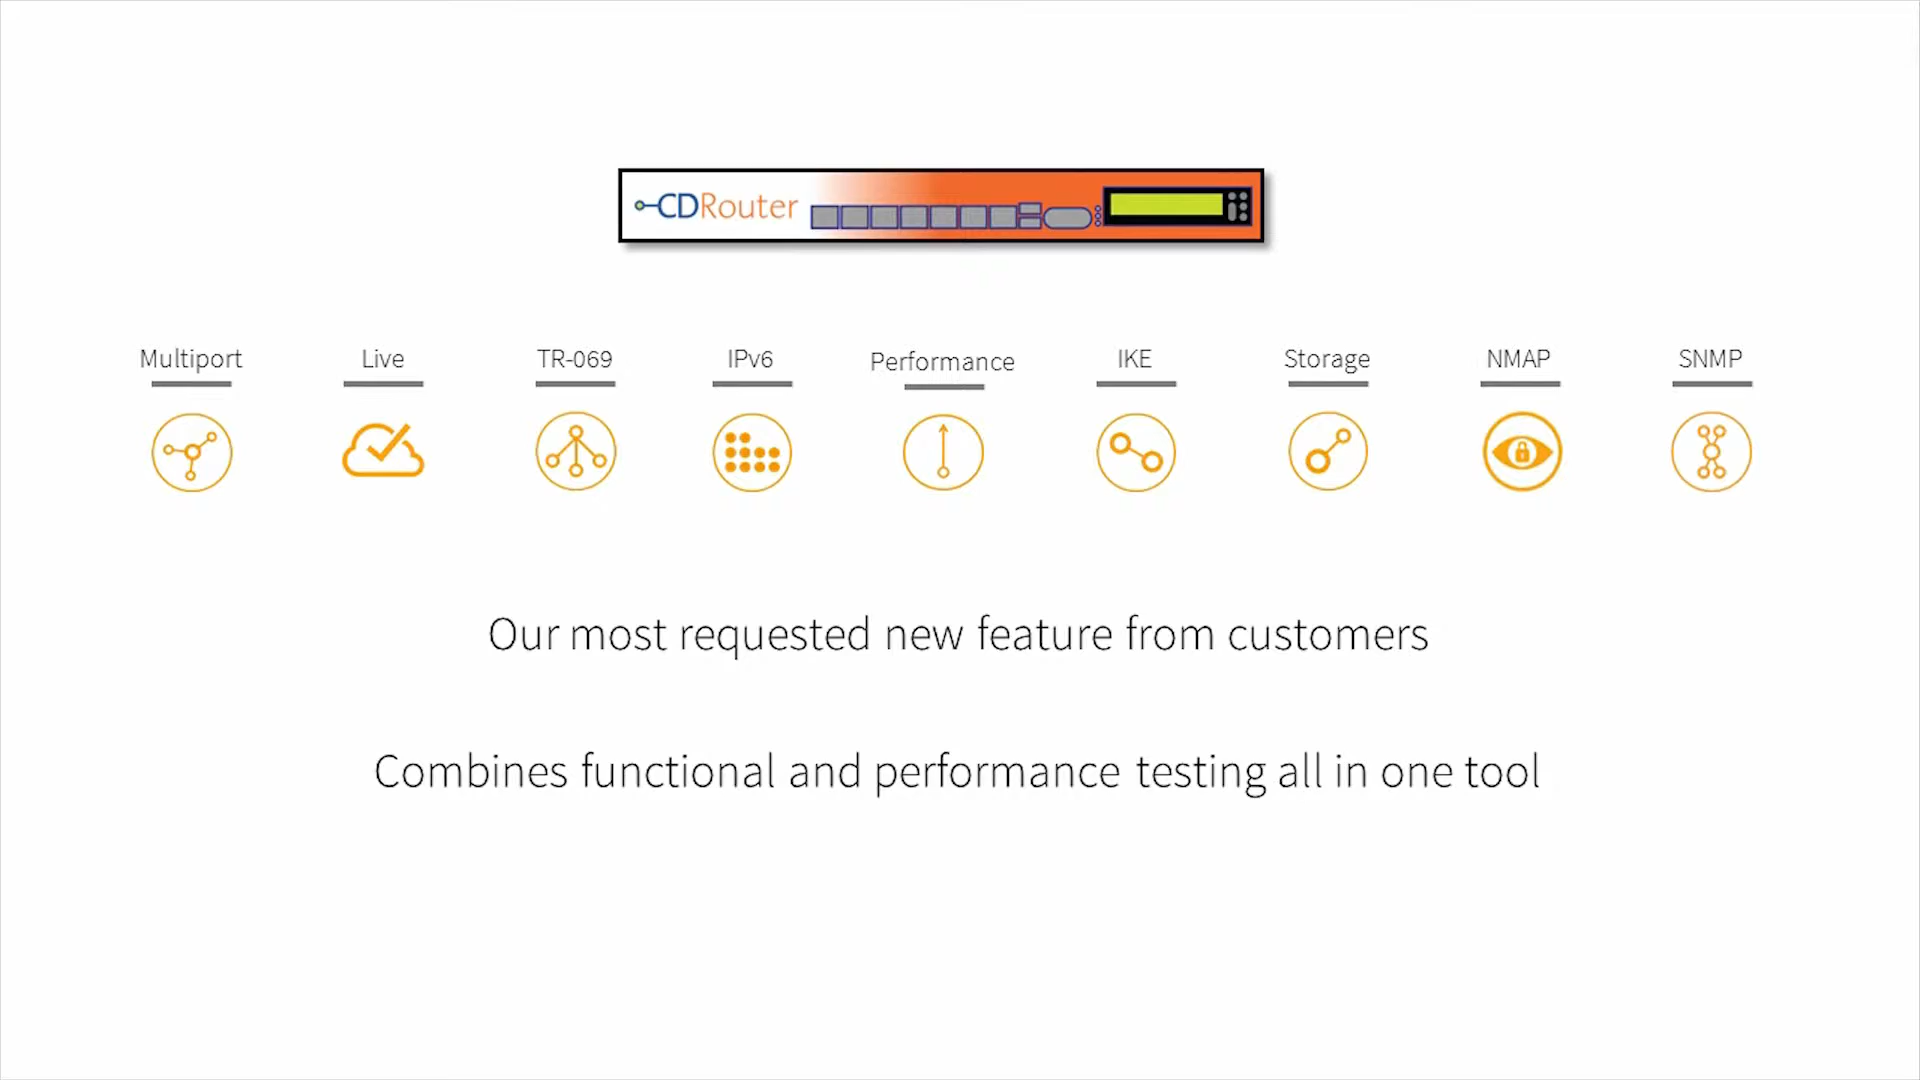 CDRouter
Multiport Live TR-069 IPv6 Performance IKE Storage NMAP SNMP
Our most requested new feature from customers
Combines functional and performance testing all in one tool